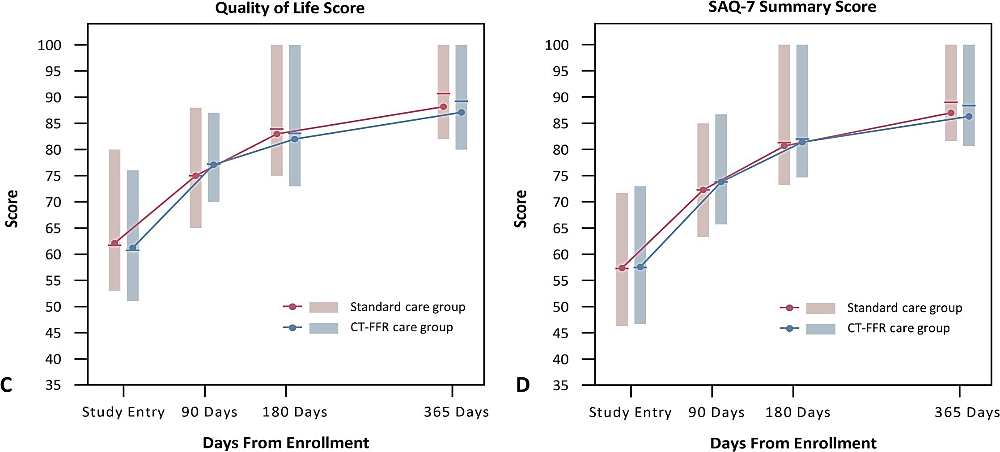 Quality of Life Score
100
95
90
85
80
75
70
65
60
55
50
45
40
35
Score
Standard care group
CT-FFR care group
C
Study Entry 90 Days 180 Days 365 Days
Days From Enrollment
SAQ-7 Summary Score
100
95
90
85
80
75
70
65
60
55
50
45
40
35
Score
Standard care group
CT-FFR care group
D
Study Entry 90 Days 180 Days 365 Days
Days From Enrollment